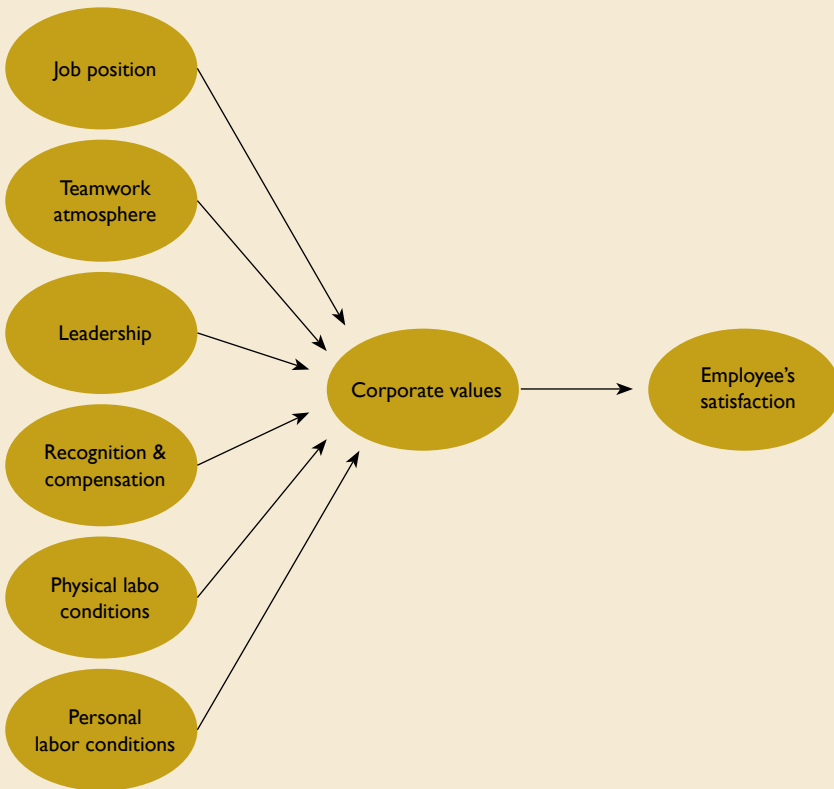 Job position
Teamwork
atmosphere
Leadership
Recognition &
compensation
Physical labo
conditions
Personal
labor conditions
Corporate values
Employee’s
satisfaction